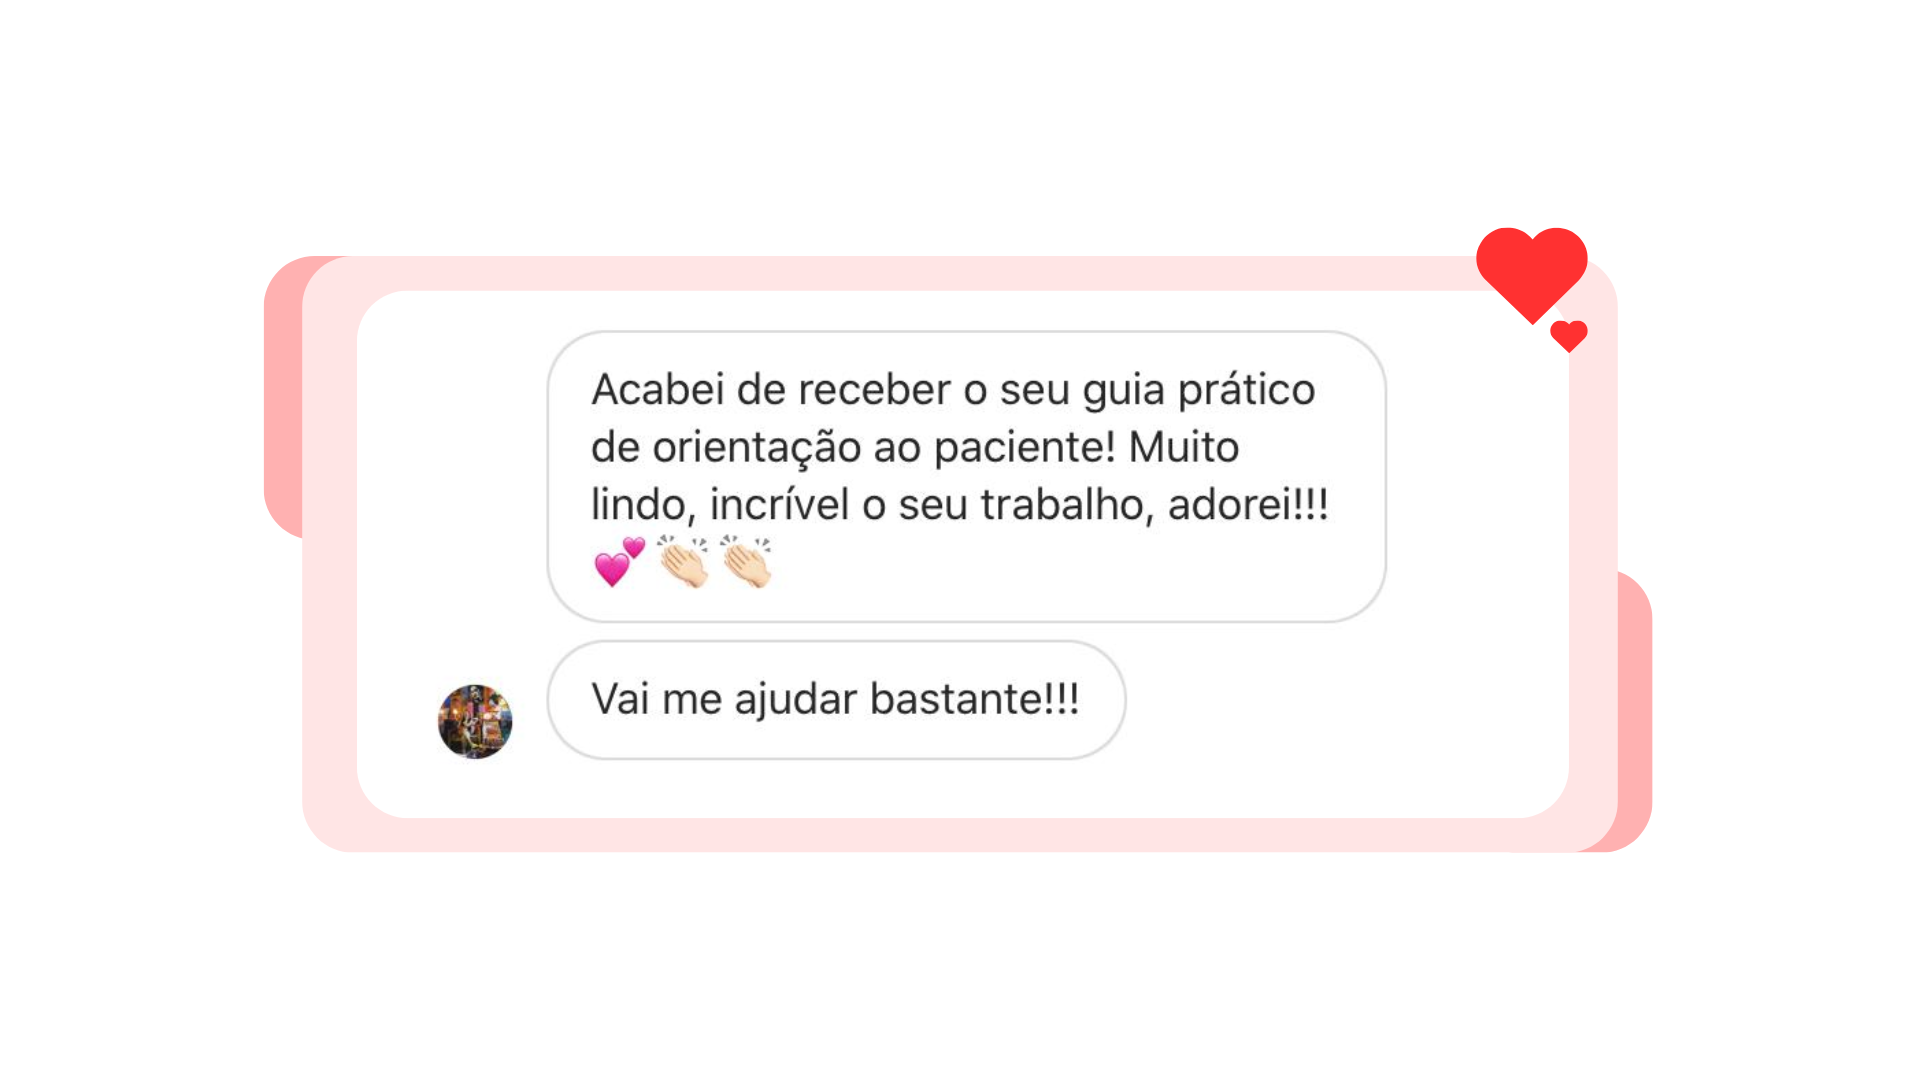 Acabei de receber o seu guia prático
de orientação ao paciente! Muito
lindo, incrível o seu trabalho, adorei!!!
💕👏🏻👏🏻
Vai me ajudar bastante!!!